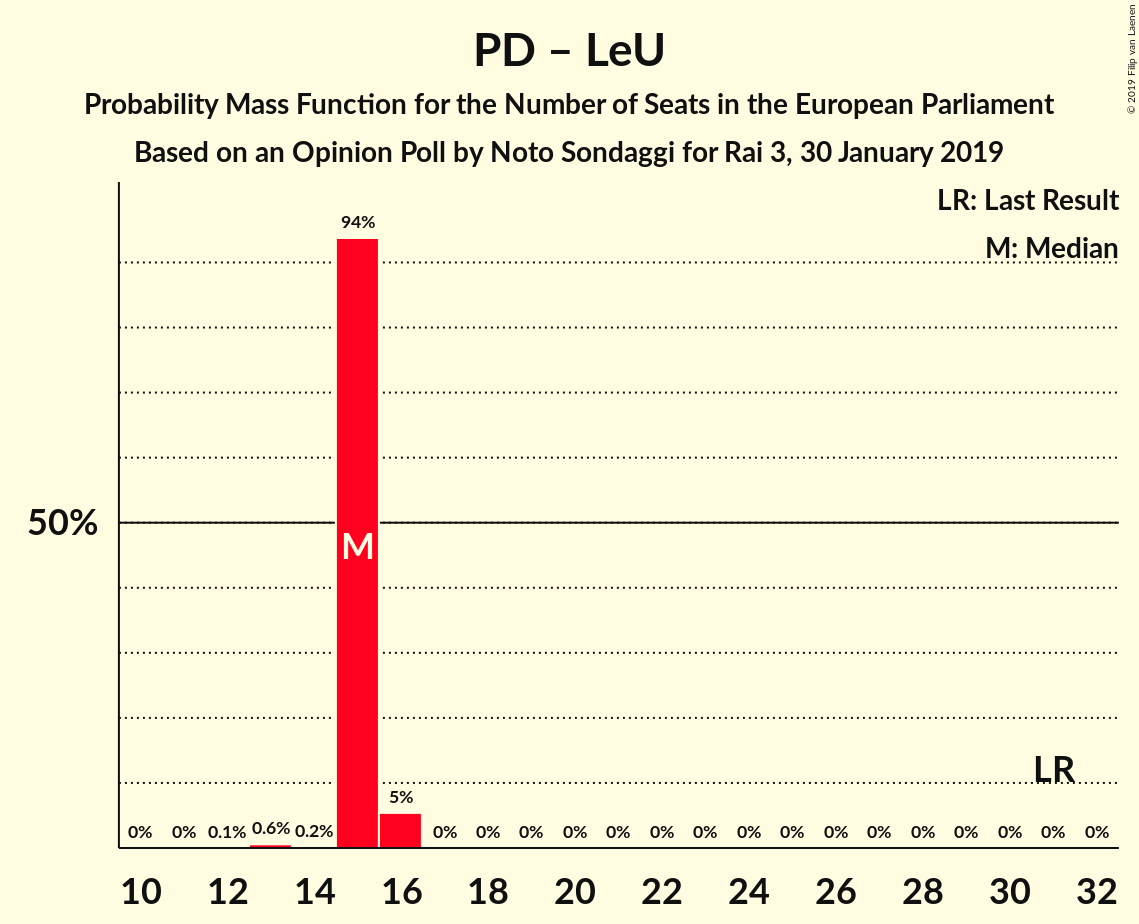 © 2019 Filip van Laenen
PD – LeU
Probability Mass Function for the Number of Seats in the European Parliament
Based on an Opinion Poll by Noto Sondaggi for Rai 3, 30 January 2019
LR: Last Result
M: Median
94%
50%
M
LR
5%
0% 0% 0.1% 0.6% 0.2% 0% 0% 0% 0% 0% 0% 0% 0% 0% 0% 0% 0% 0% 0% 0% 0%
10 12 14 16 18 20 22 24 26 28 30 32